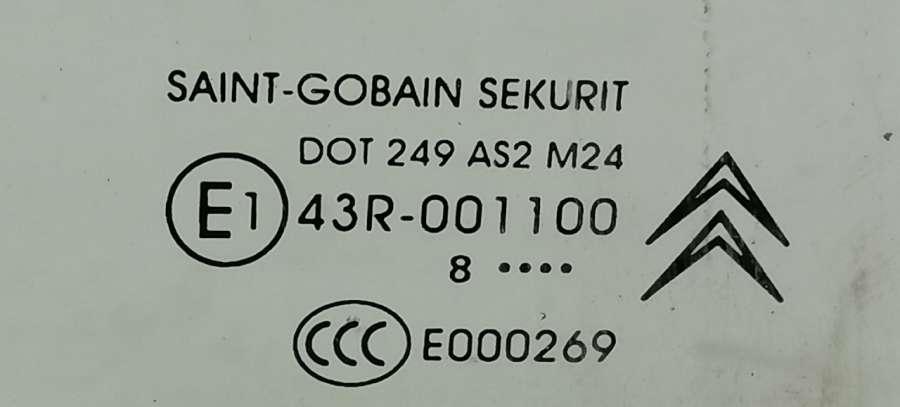 SAINT-GOBAIN SEKURIT
DOT 249 AS2 M24
E1 43R-001100
8 ••••
CCC E000269